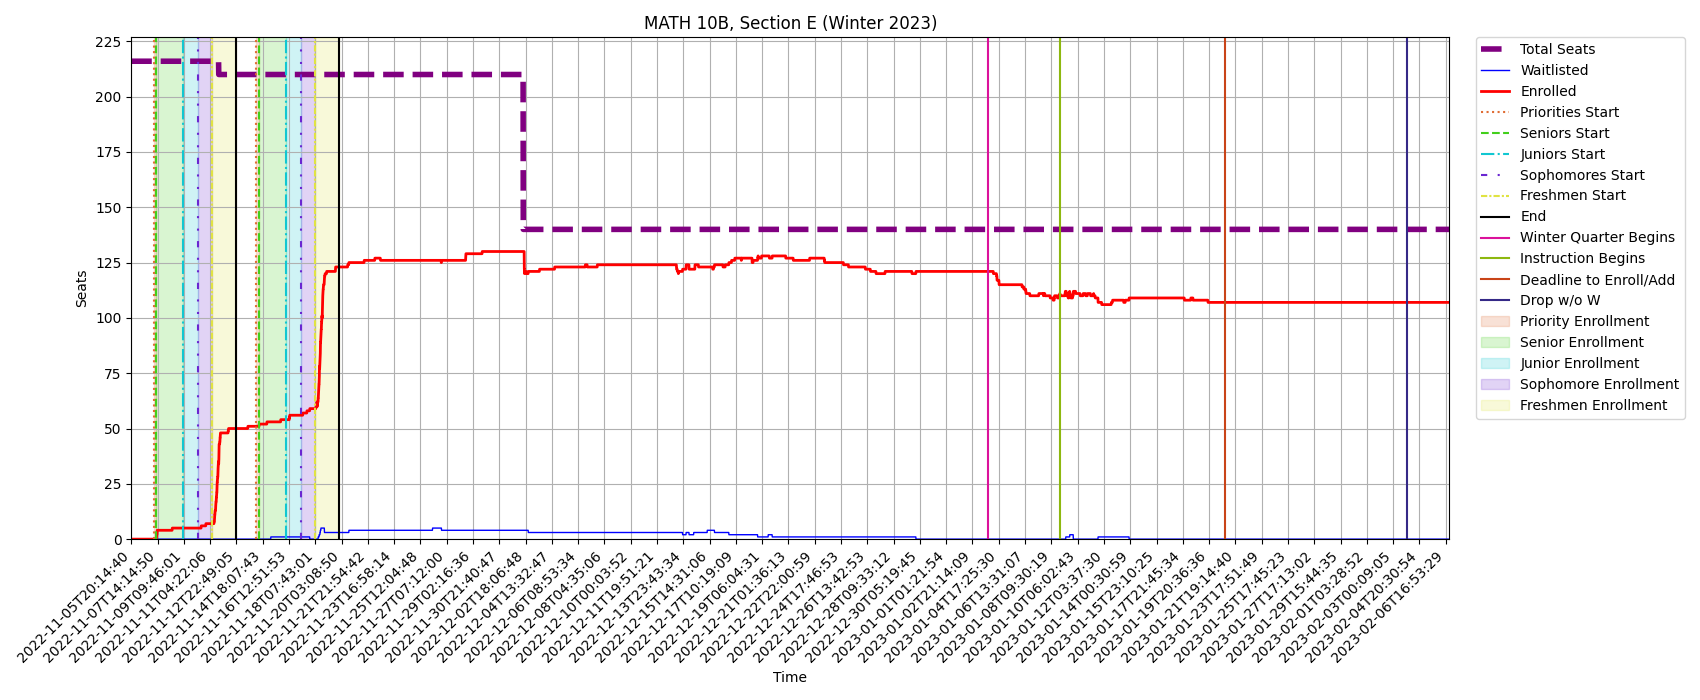 MATH 10B, Section E (Winter 2023)
Seats
225
200
175
150
125
100
75
50
25
0
2022-11-05T20:14:40
2022-11-07T14:14:50
2022-11-09T09:46:01
2022-11-11T04:22:06
2022-11-12T22:49:05
2022-11-14T18:07:43
2022-11-16T12:51:53
2022-11-18T07:43:01
2022-11-20T03:08:50
2022-11-21T21:54:42
2022-11-23T16:58:14
2022-11-25T12:04:48
2022-11-27T07:12:00
2022-11-29T02:16:36
2022-11-30T21:40:47
2022-12-02T18:06:48
2022-12-04T13:32:47
2022-12-06T08:53:34
2022-12-08T04:35:06
2022-12-10T00:03:52
2022-12-11T19:51:21
2022-12-13T23:43:34
2022-12-15T14:31:06
2022-12-17T10:19:09
2022-12-19T06:04:31
2022-12-21T01:36:13
2022-12-22T22:00:59
2022-12-24T17:46:53
2022-12-26T13:42:53
2022-12-28T09:33:12
2022-12-30T05:19:45
2023-01-01T01:21:54
2023-01-02T21:14:09
2023-01-04T17:25:30
2023-01-06T13:31:07
2023-01-08T09:30:19
2023-01-10T06:02:43
2023-01-12T03:37:30
2023-01-14T00:30:59
2023-01-15T23:10:25
2023-01-17T21:45:34
2023-01-19T20:36:36
2023-01-21T19:14:40
2023-01-23T17:51:49
2023-01-25T17:45:23
2023-01-27T17:13:02
2023-01-29T15:44:35
2023-02-01T03:28:52
2023-02-03T00:09:05
2023-02-04T20:30:54
2023-02-06T16:53:29
Time
Total Seats
Waitlisted
Enrolled
Priorities Start
Seniors Start
Juniors Start
Sophomores Start
Freshmen Start
End
Winter Quarter Begins
Instruction Begins
Deadline to Enroll/Add
Drop w/o W
Priority Enrollment
Senior Enrollment
Junior Enrollment
Sophomore Enrollment
Freshmen Enrollment